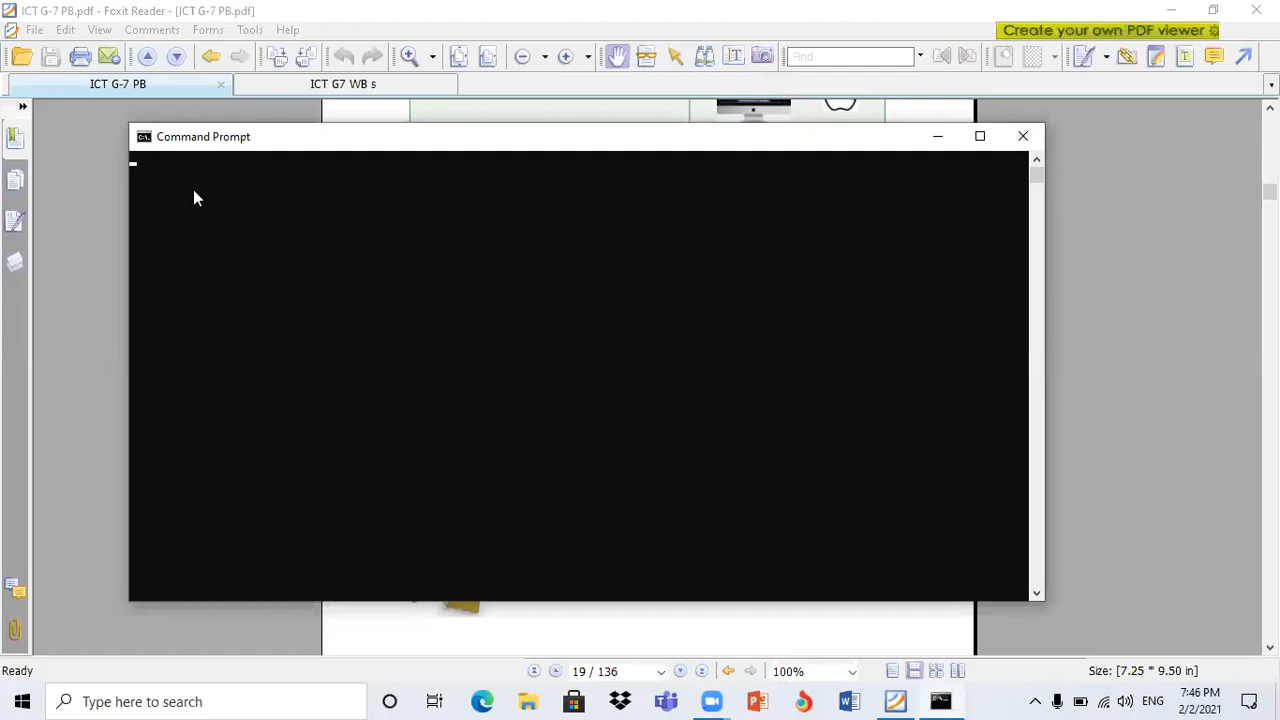 ICT G-7 PB.pdf - Foxit Reader - [ICT G-7 PB.pdf]
File Edit View Comments Forms Tools Help
Create your own PDF viewer
Find
ICT G-7 PB
ICT G7 WB s
Command Prompt
Ready
19 / 136
100%
Size: [7.25 * 9.50 in]
Type here to search
ENG
7:46 PM
2/2/2021